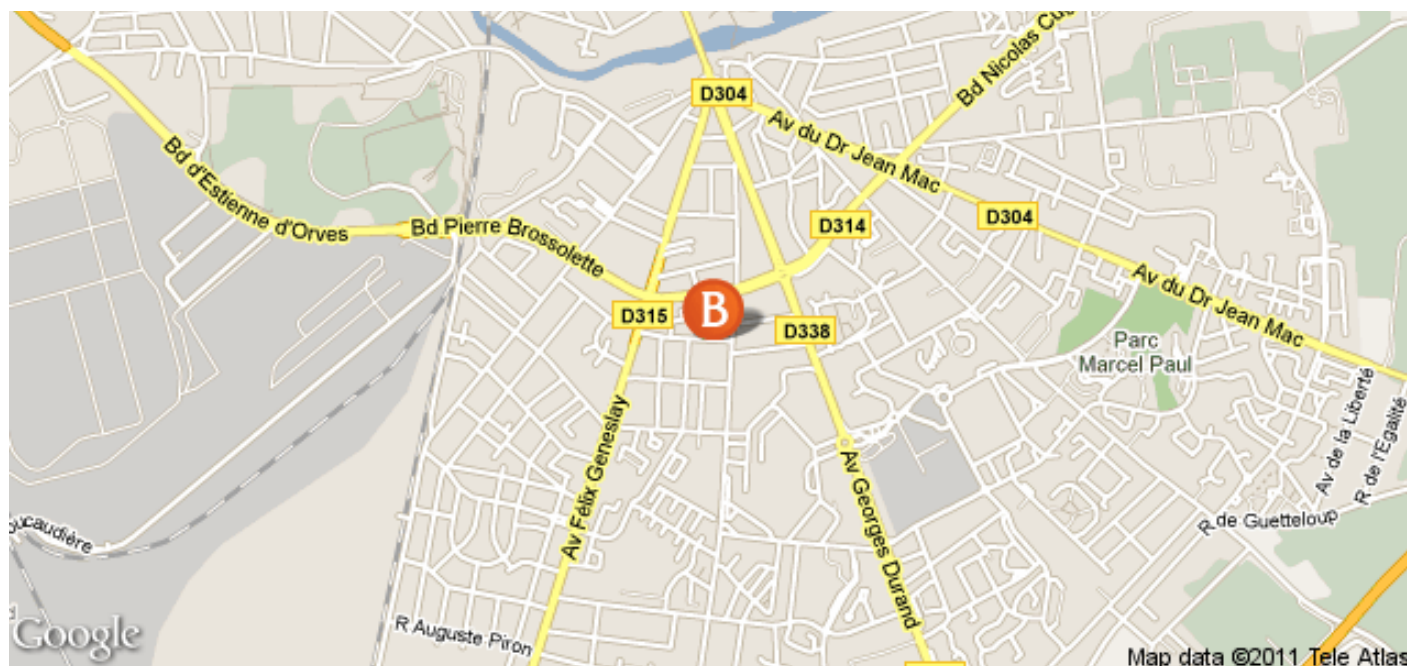 D304
Av du Dr Jean Mac
Bd Nicolas Cug
Bd d'Estienne d'Orves
Bd Pierre Brossolette
D314
D304
Av du Dr Jean Mac
B
D315
D338
Parc
Marcel Paul
Av de la Liberté
R de l'Egalité
Av Félix Geneslay
Av Georges Durand
R de Guetteloup
oucaudière
R Auguste Piron
Google
Map data ©2011 Tele Atlas